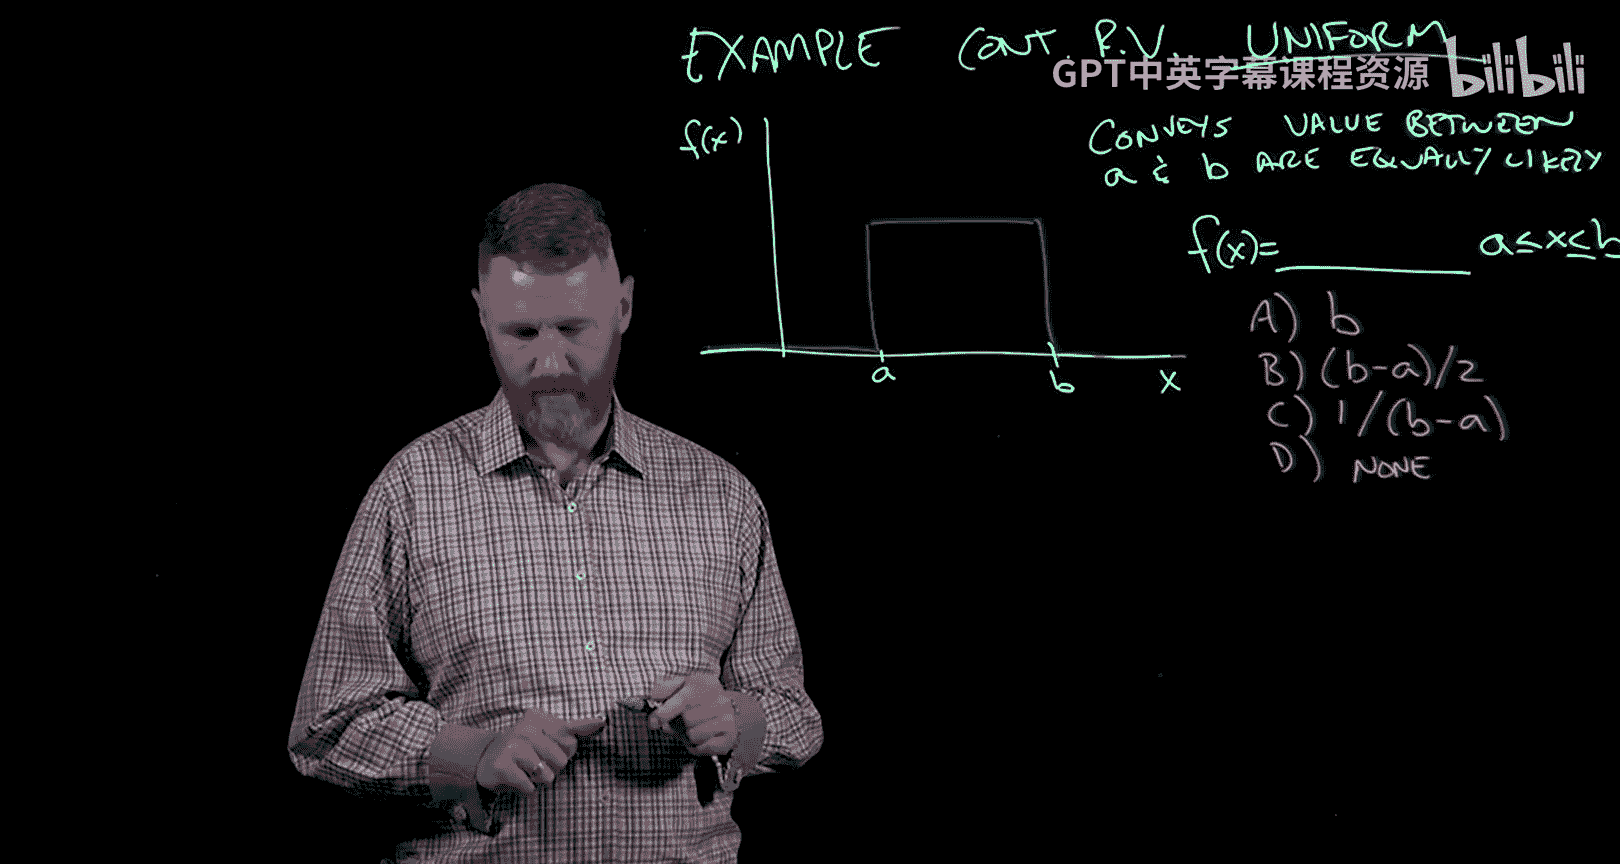 EXAMPLE CONT. R.V. UNIFORM
GPT中英字幕课程资源 bilibili
f(x)
CONVEYS VALUE BETWEEN
a & b ARE EQUALLY LIKELY
f(x)= a≤x≤b
A) b
B) (b-a)/2
C) 1/(b-a)
D) NONE
a b x